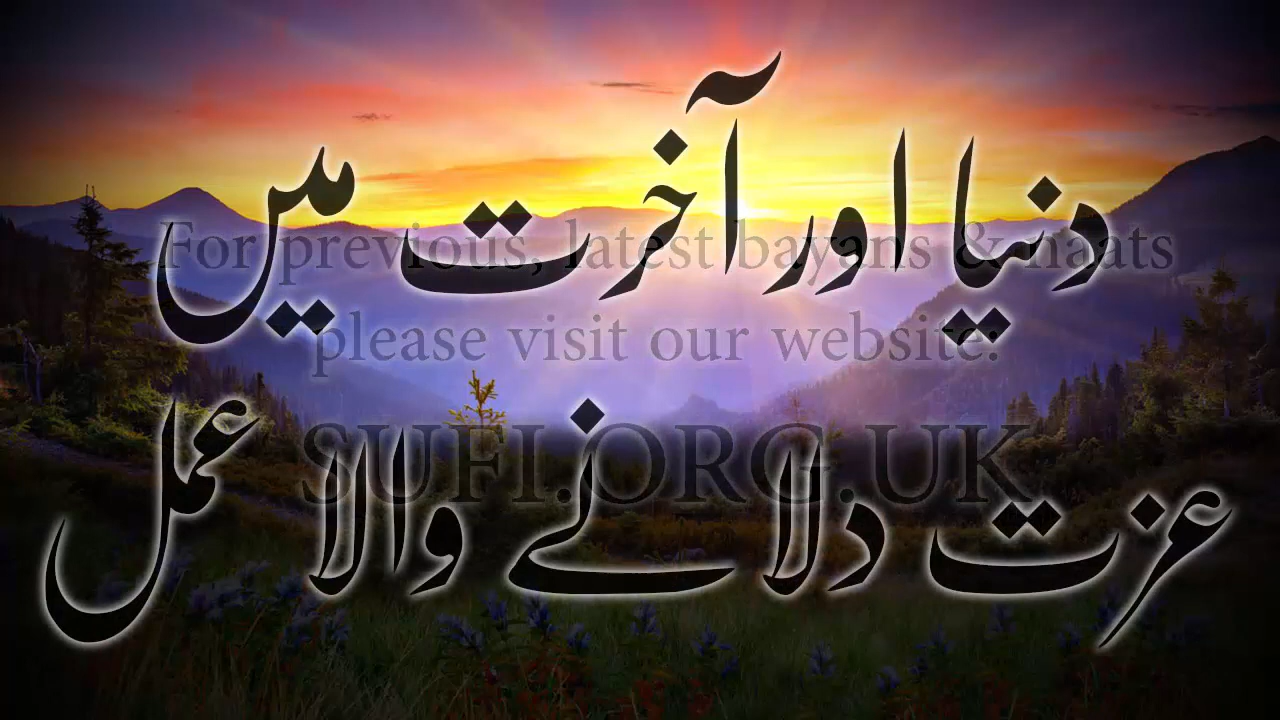 دنیا اور آخرت میں
For previous, latest bayans & naats
please visit our website:
SUFI.ORG.UK
عزت دلانے والا عمل